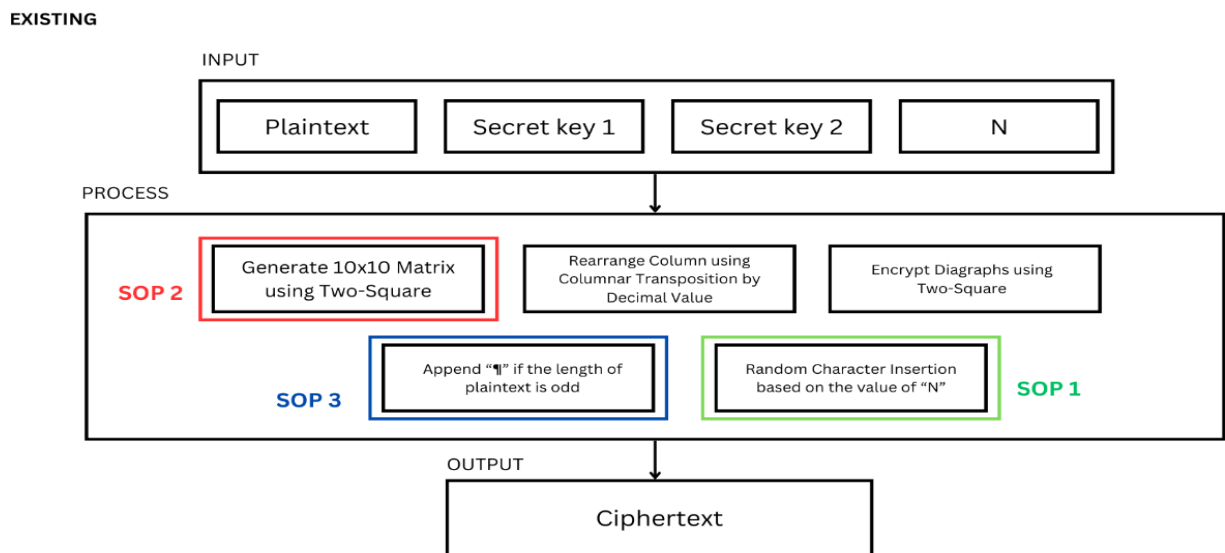 EXISTING
INPUT
Plaintext
Secret key 1
Secret key 2
N
PROCESS
SOP 2
Generate 10x10 Matrix
using Two-Square
Rearrange Column using
Columnar Transposition by
Decimal Value
Encrypt Diagraphs using
Two-Square
SOP 3
Append “¶” if the length of
plaintext is odd
Random Character Insertion
based on the value of “N”
SOP 1
OUTPUT
Ciphertext